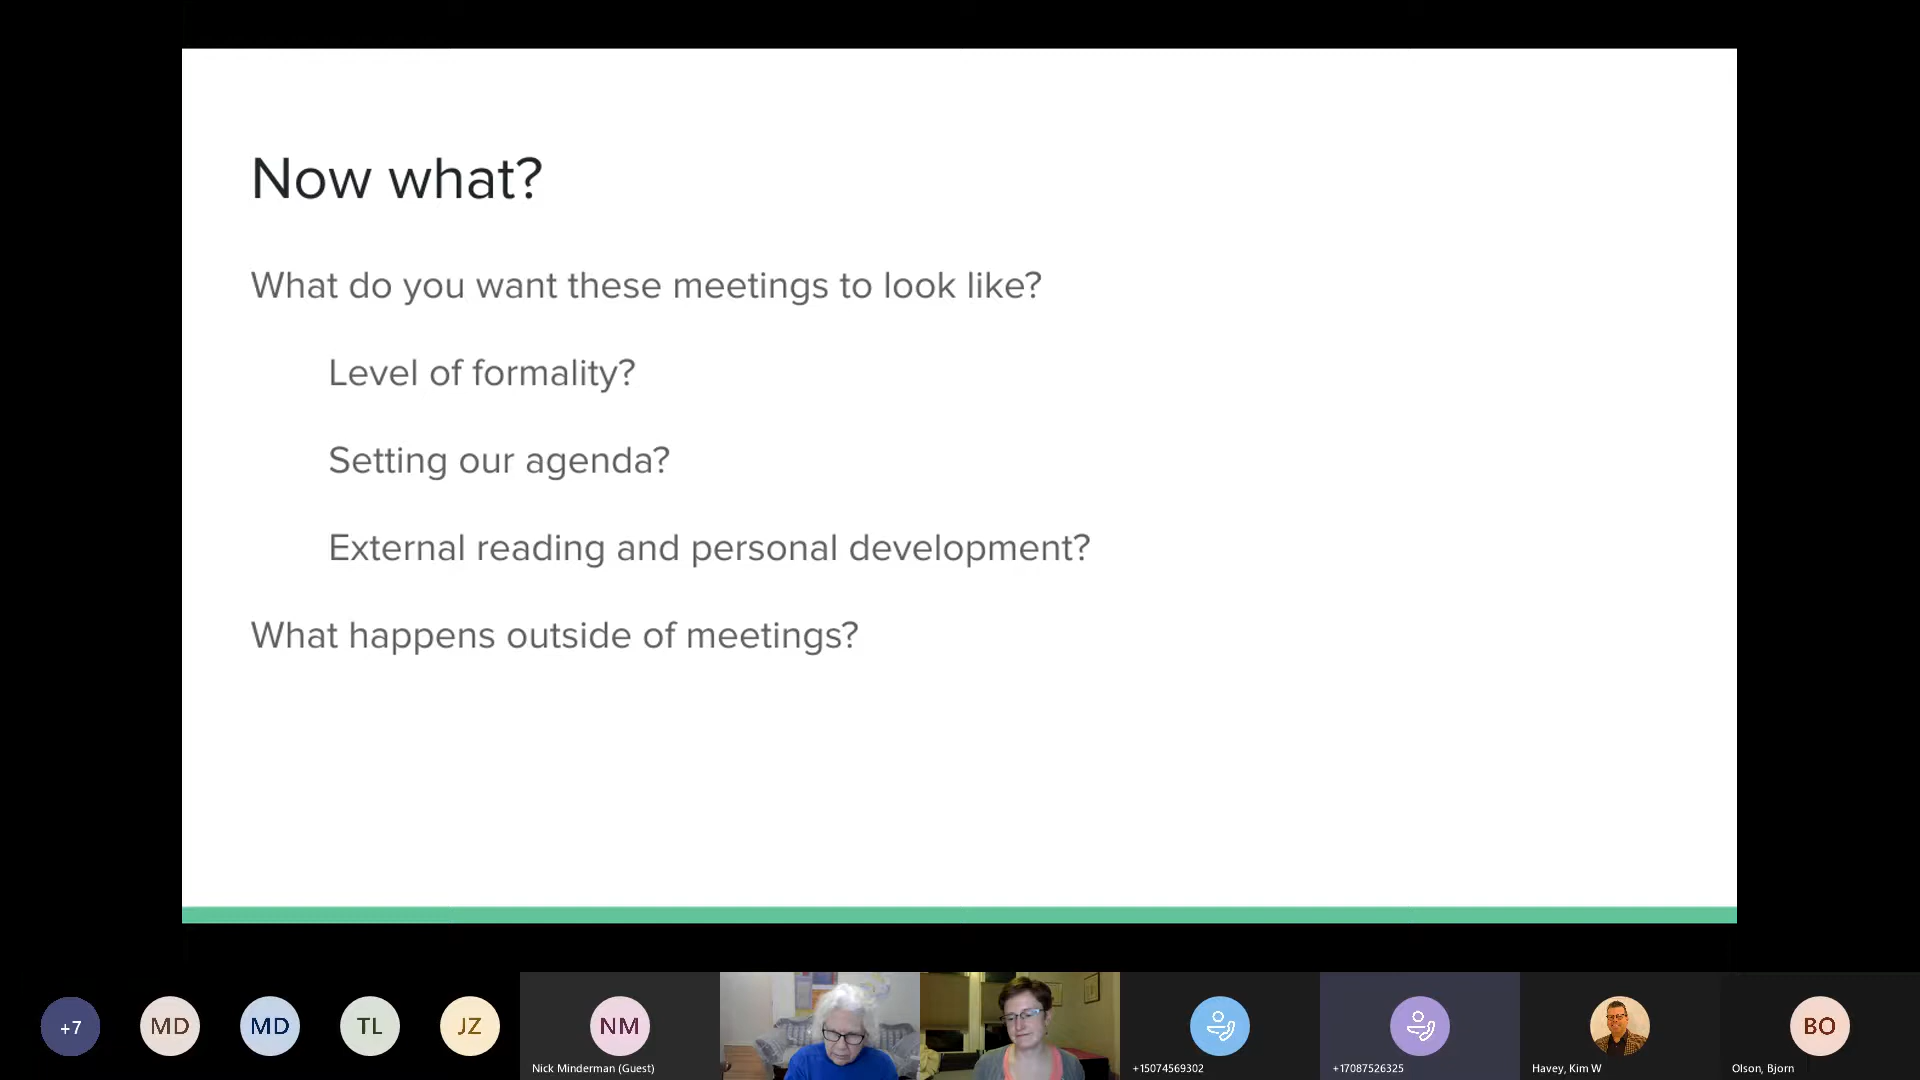 Now what?
What do you want these meetings to look like?
Level of formality?
Setting our agenda?
External reading and personal development?
What happens outside of meetings?
+7
MD
MD
TL
JZ
NM
BO
Nick Minderman (Guest)
+15074569302
+17087526325
Havey, Kim W
Olson, Bjorn